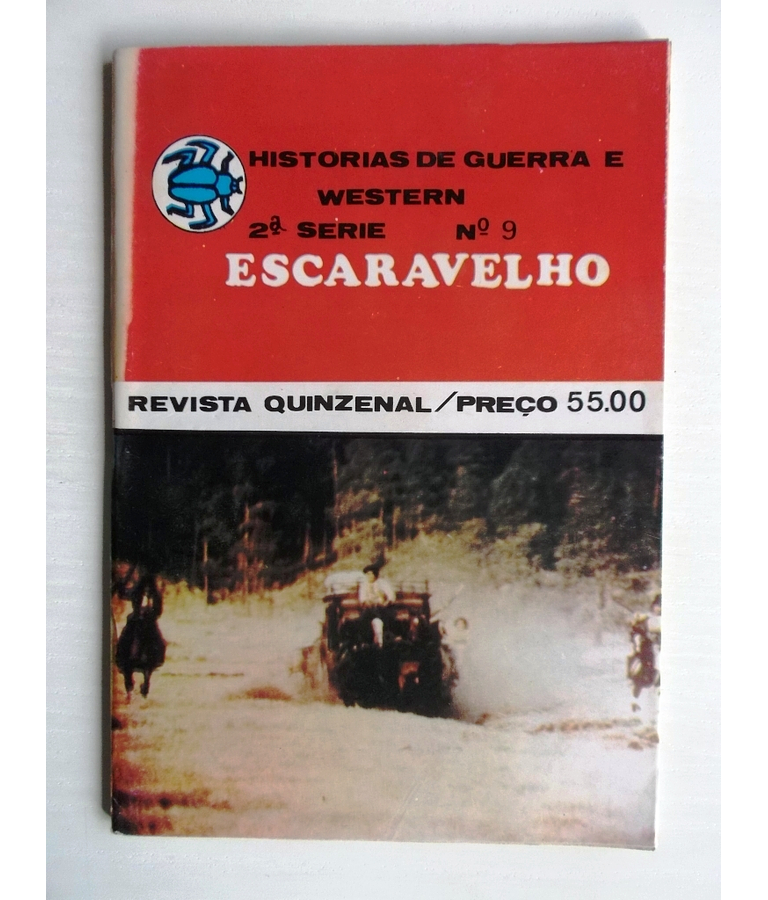 HISTORIAS DE GUERRA E
WESTERN
2ª SERIE Nº 9
ESCARAVELHO
REVISTA QUINZENAL/PREÇO 55.00